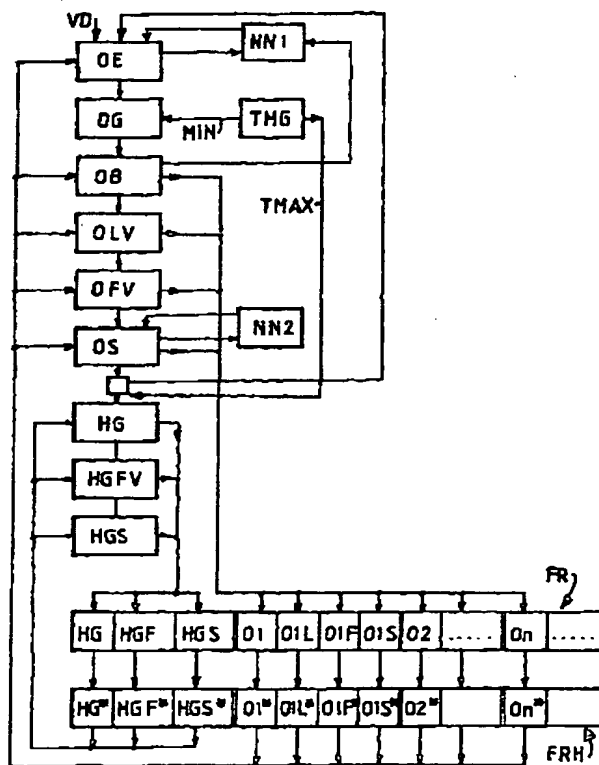 VD
OE
NN1
OG
MIN
TMG
OB
TMAX
OLV
OFV
NN2
OS
HG
HGFV
HGS
FR
HG HGF HGS O1 O1L O1F O1S O2 ..... On .....
HG* HGF* HGS* O1* O1L* O1F* O1S* O2* On*
FRH